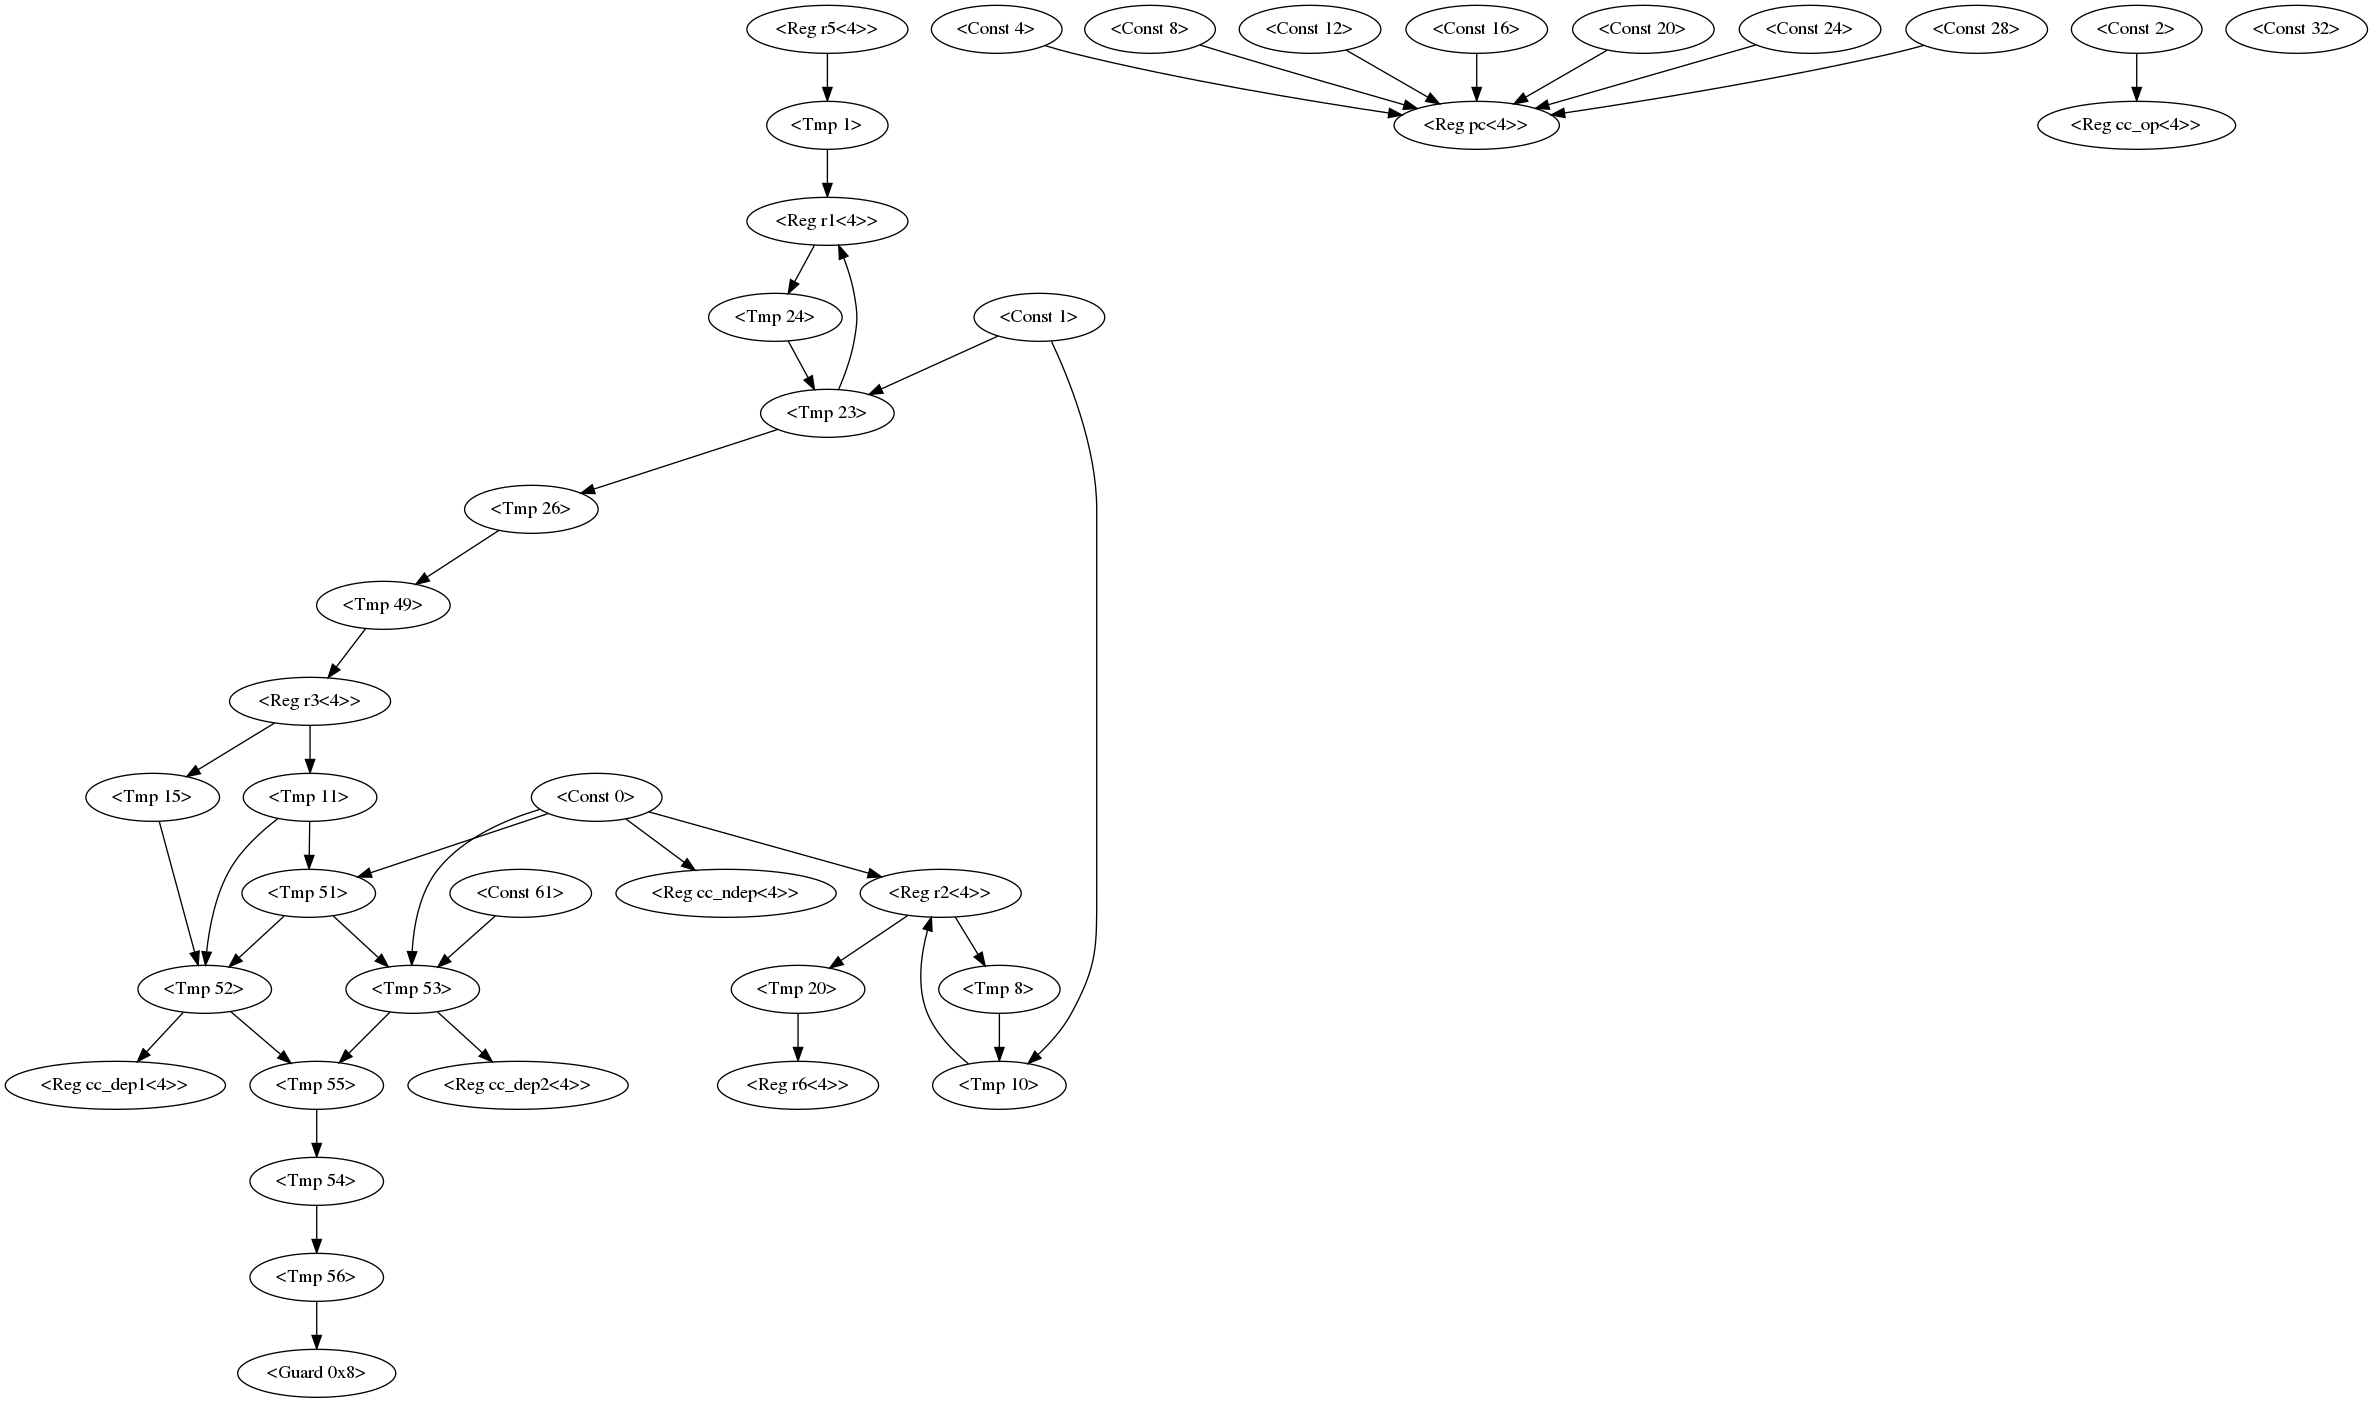 <Reg r5<4>>
<Const 4>
<Const 8>
<Const 12>
<Const 16>
<Const 20>
<Const 24>
<Const 28>
<Const 2>
<Const 32>
<Tmp 1>
<Reg pc<4>>
<Reg cc_op<4>>
<Reg r1<4>>
<Tmp 24>
<Const 1>
<Tmp 23>
<Tmp 26>
<Tmp 49>
<Reg r3<4>>
<Tmp 15>
<Tmp 11>
<Const 0>
<Tmp 51>
<Const 61>
<Reg cc_ndep<4>>
<Reg r2<4>>
<Tmp 52>
<Tmp 53>
<Tmp 20>
<Tmp 8>
<Reg cc_dep1<4>>
<Tmp 55>
<Reg cc_dep2<4>>
<Reg r6<4>>
<Tmp 10>
<Tmp 54>
<Tmp 56>
<Guard 0x8>